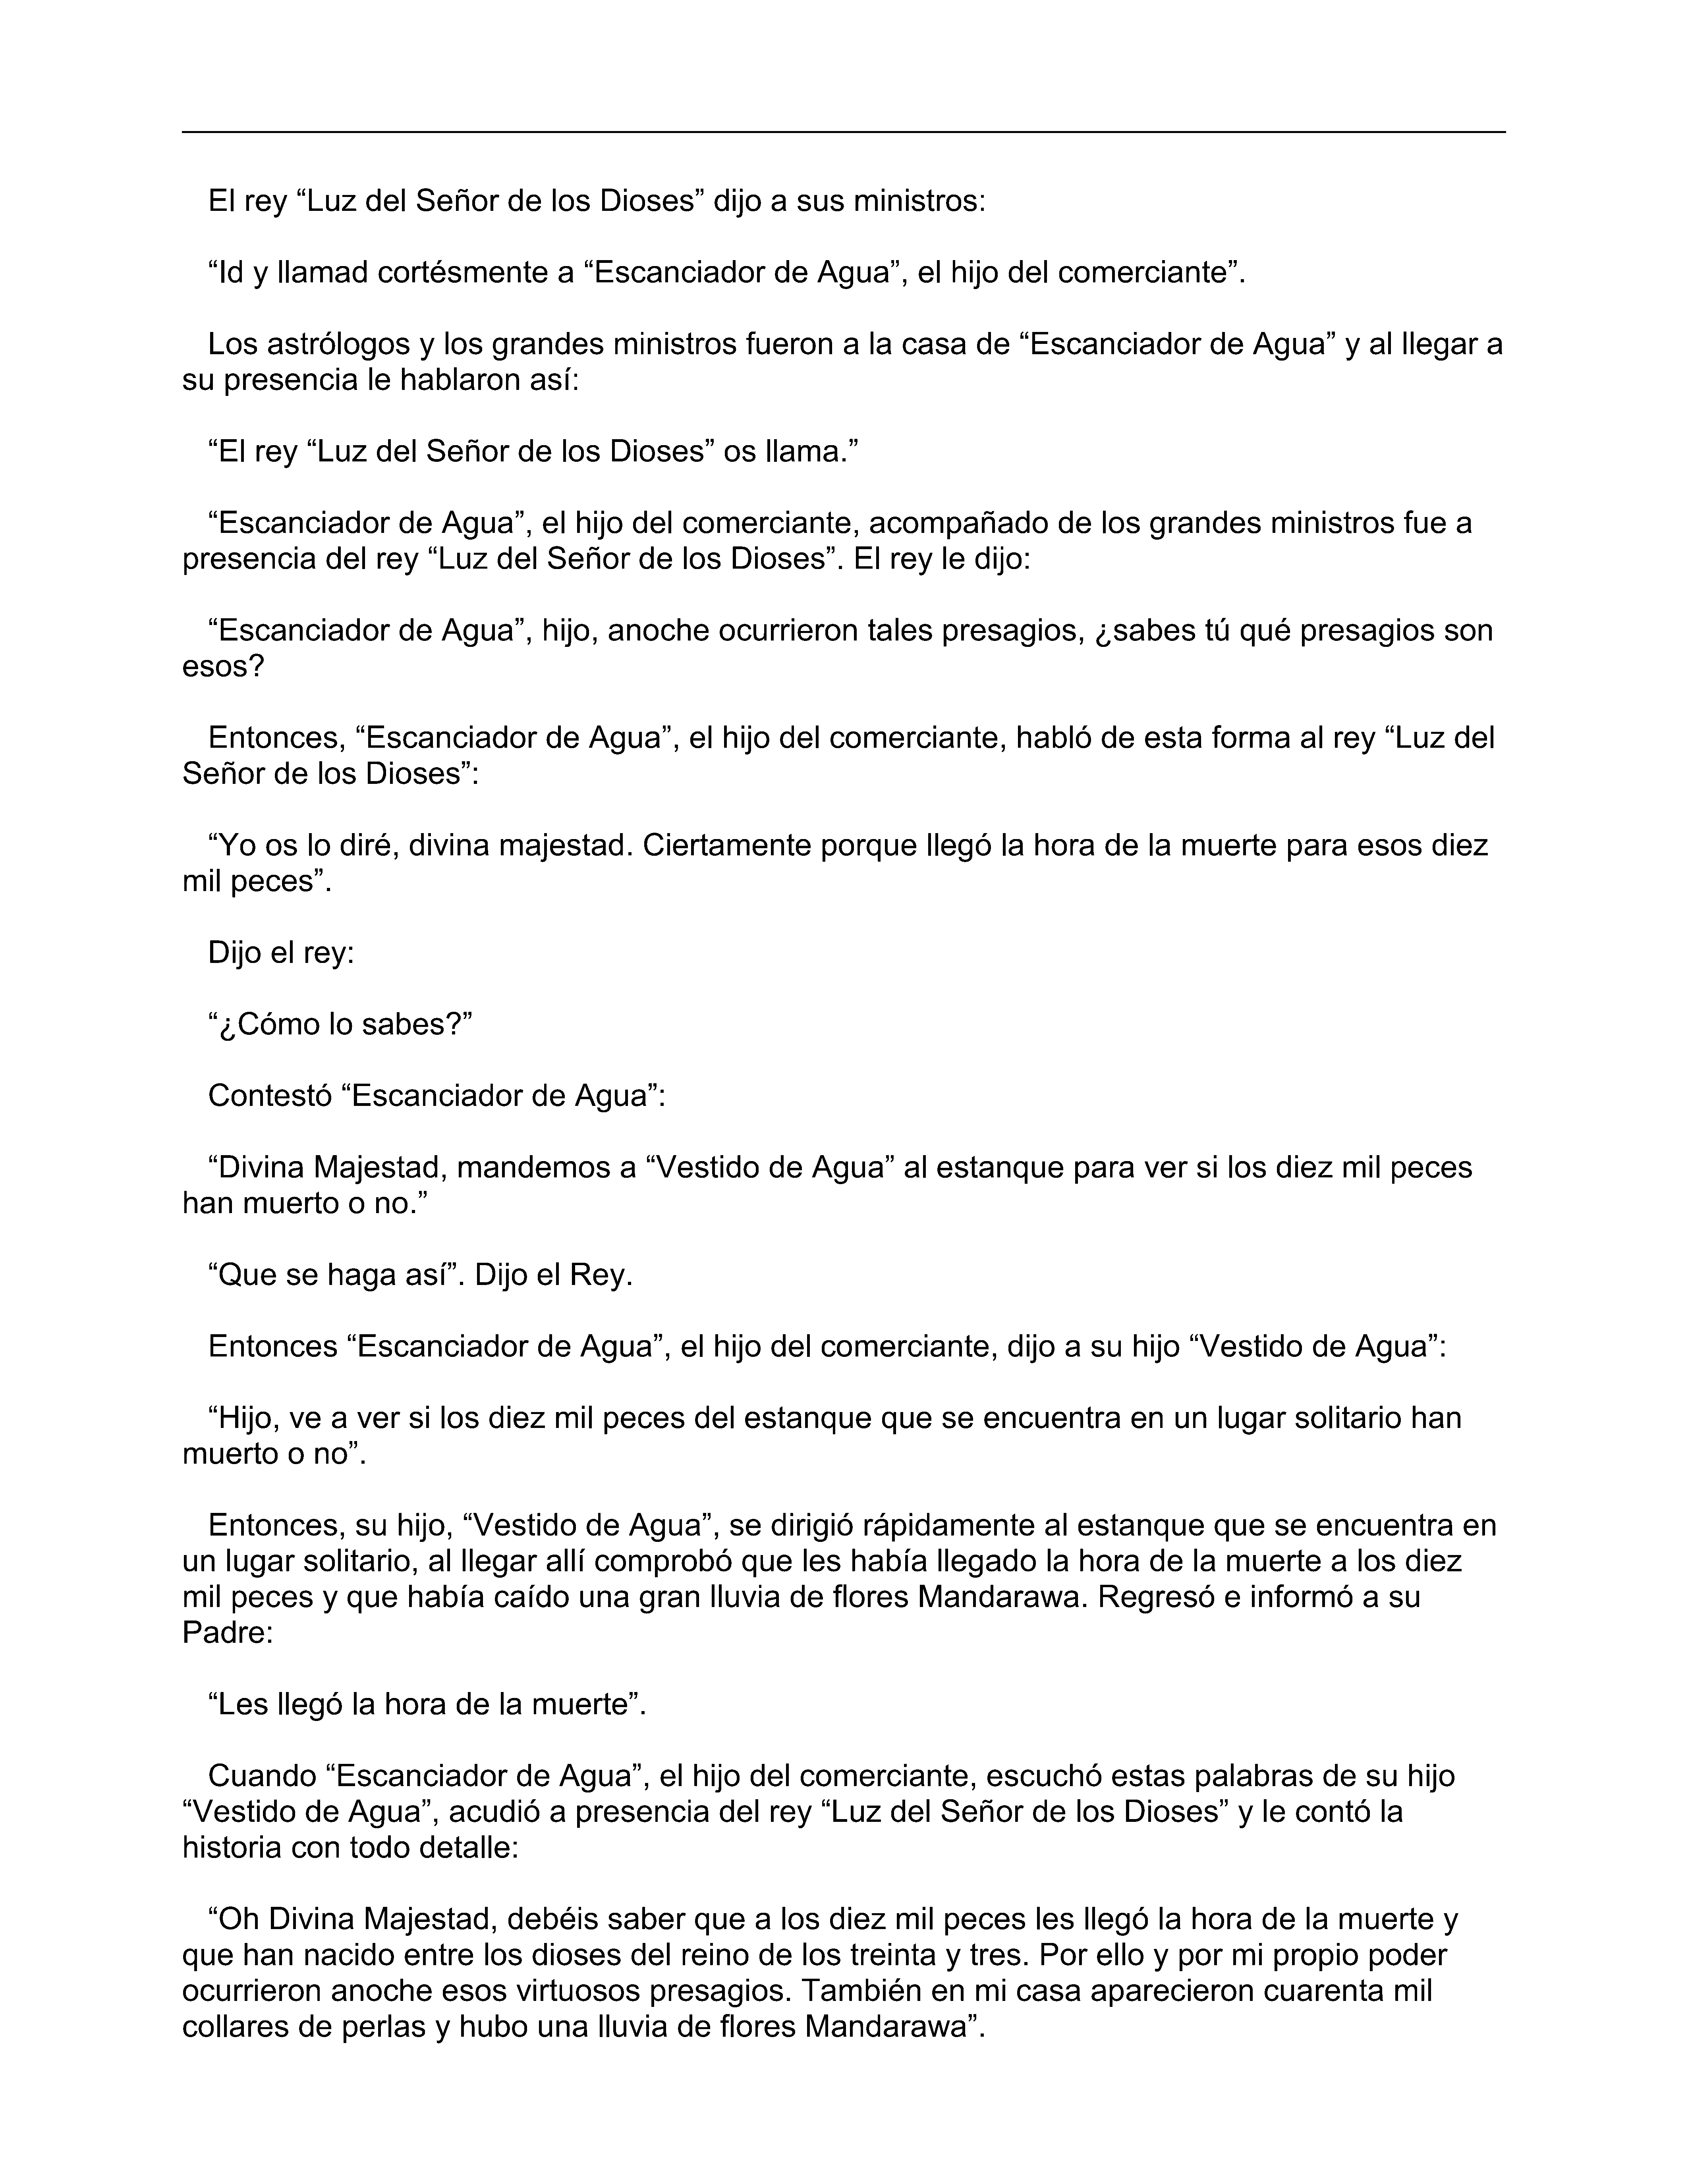 El rey “Luz del Señor de los Dioses” dijo a sus ministros:
“Id y llamad cortésmente a “Escanciador de Agua”, el hijo del comerciante”.
Los astrólogos y los grandes ministros fueron a la casa de “Escanciador de Agua” y al llegar a
su presencia le hablaron así:
“El rey “Luz del Señor de los Dioses” os llama.”
“Escanciador de Agua”, el hijo del comerciante, acompañado de los grandes ministros fue a
presencia del rey “Luz del Señor de los Dioses”. El rey le dijo:
“Escanciador de Agua”, hijo, anoche ocurrieron tales presagios, ¿sabes tú qué presagios son
esos?
Entonces, “Escanciador de Agua”, el hijo del comerciante, habló de esta forma al rey “Luz del
Señor de los Dioses”:
“Yo os lo diré, divina majestad. Ciertamente porque llegó la hora de la muerte para esos diez
mil peces”.
Dijo el rey:
“¿Cómo lo sabes?”
Contestó “Escanciador de Agua”:
“Divina Majestad, mandemos a “Vestido de Agua” al estanque para ver si los diez mil peces
han muerto o no.”
“Que se haga así”. Dijo el Rey.
Entonces “Escanciador de Agua”, el hijo del comerciante, dijo a su hijo “Vestido de Agua”:
“Hijo, ve a ver si los diez mil peces del estanque que se encuentra en un lugar solitario han
muerto o no”.
Entonces, su hijo, “Vestido de Agua”, se dirigió rápidamente al estanque que se encuentra en
un lugar solitario, al llegar allí comprobó que les había llegado la hora de la muerte a los diez
mil peces y que había caído una gran lluvia de flores Mandarawa. Regresó e informó a su
Padre:
“Les llegó la hora de la muerte”.
Cuando “Escanciador de Agua”, el hijo del comerciante, escuchó estas palabras de su hijo
“Vestido de Agua”, acudió a presencia del rey “Luz del Señor de los Dioses” y le contó la
historia con todo detalle:
“Oh Divina Majestad, debéis saber que a los diez mil peces les llegó la hora de la muerte y
que han nacido entre los dioses del reino de los treinta y tres. Por ello y por mi propio poder
ocurrieron anoche esos virtuosos presagios. También en mi casa aparecieron cuarenta mil
collares de perlas y hubo una lluvia de flores Mandarawa”.